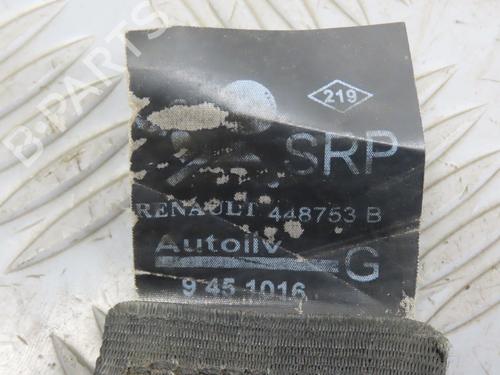 219
SRP
RENAULT 448753 B
Autoliv
G
9 45 1016
B-PARTS